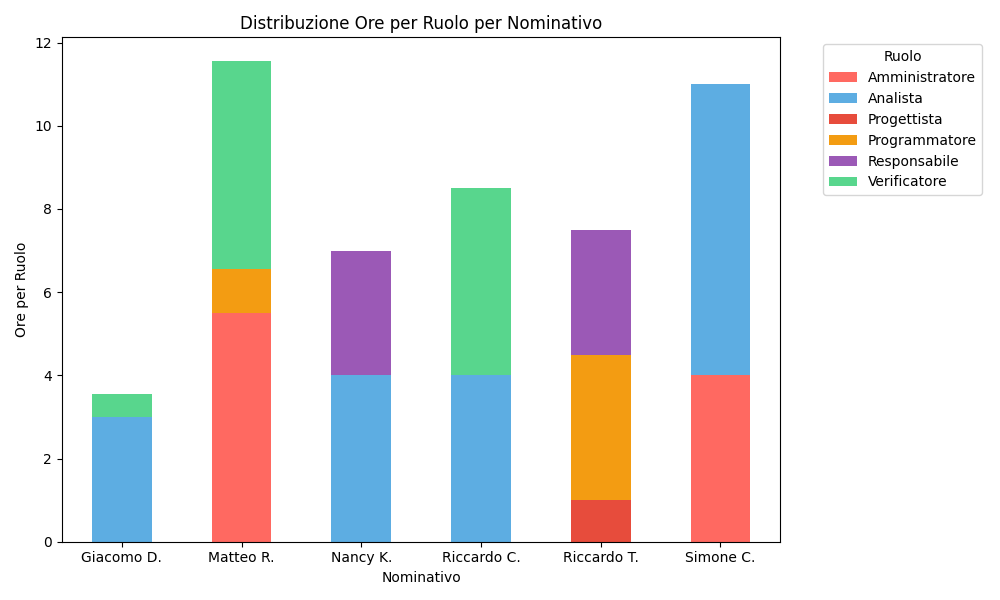 Distribuzione Ore per Ruolo per Nominativo
Ruolo
Amministratore
Analista
Progettista
Programmatore
Responsabile
Verificatore
Ore per Ruolo
12
10
8
6
4
2
0
Giacomo D. Matteo R. Nancy K. Riccardo C. Riccardo T. Simone C.
Nominativo